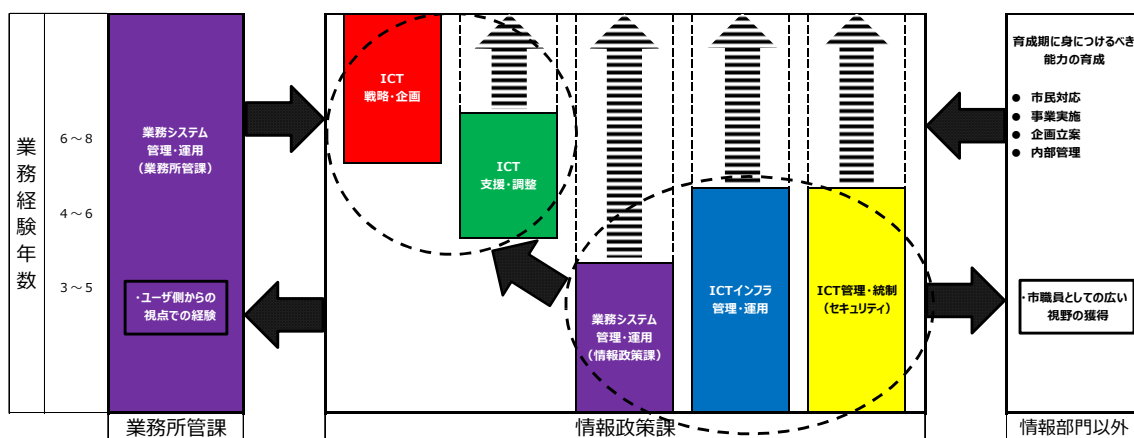 業務経験年数
6～8
4～6
3～5
業務システム
管理・運用
（業務所管課）
・ユーザ側からの
視点での経験
業務所管課
ICT
戦略・企画
ICT
支援・調整
業務システム
管理・運用
（情報政策課）
ICTインフラ
管理・運用
ICT管理・統制
（セキュリティ）
情報政策課
育成期に身につけるべき
能力の育成
● 市民対応
● 事業実施
● 企画立案
● 内部管理
・市職員としての広い
視野の獲得
情報部門以外